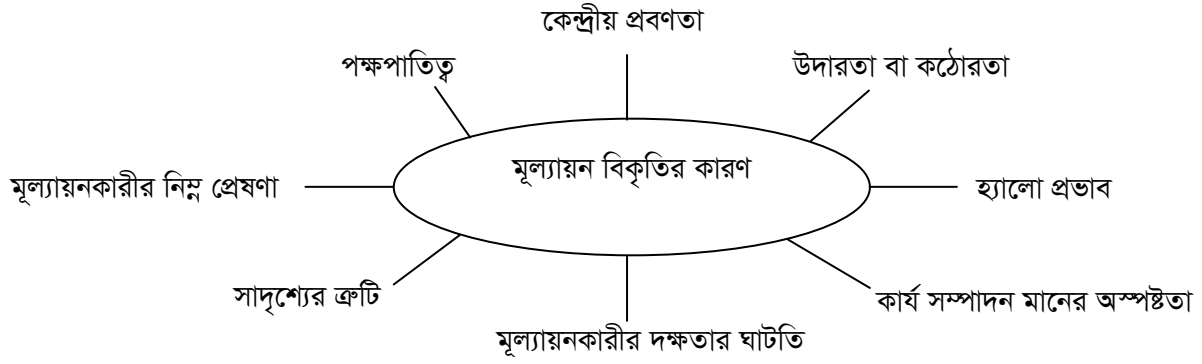 কেন্দ্রীয় প্রবণতা
পক্ষপাতিত্ব
উদারতা বা কঠোরতা
মূল্যায়ন বিকৃতির কারণ
মূল্যায়নকারীর নিম্ন প্রেষণা
হ্যালো প্রভাব
সাদৃশ্যের ত্রুটি
কার্য সম্পাদন মানের অস্পষ্টতা
মূল্যায়নকারীর দক্ষতার ঘাটতি